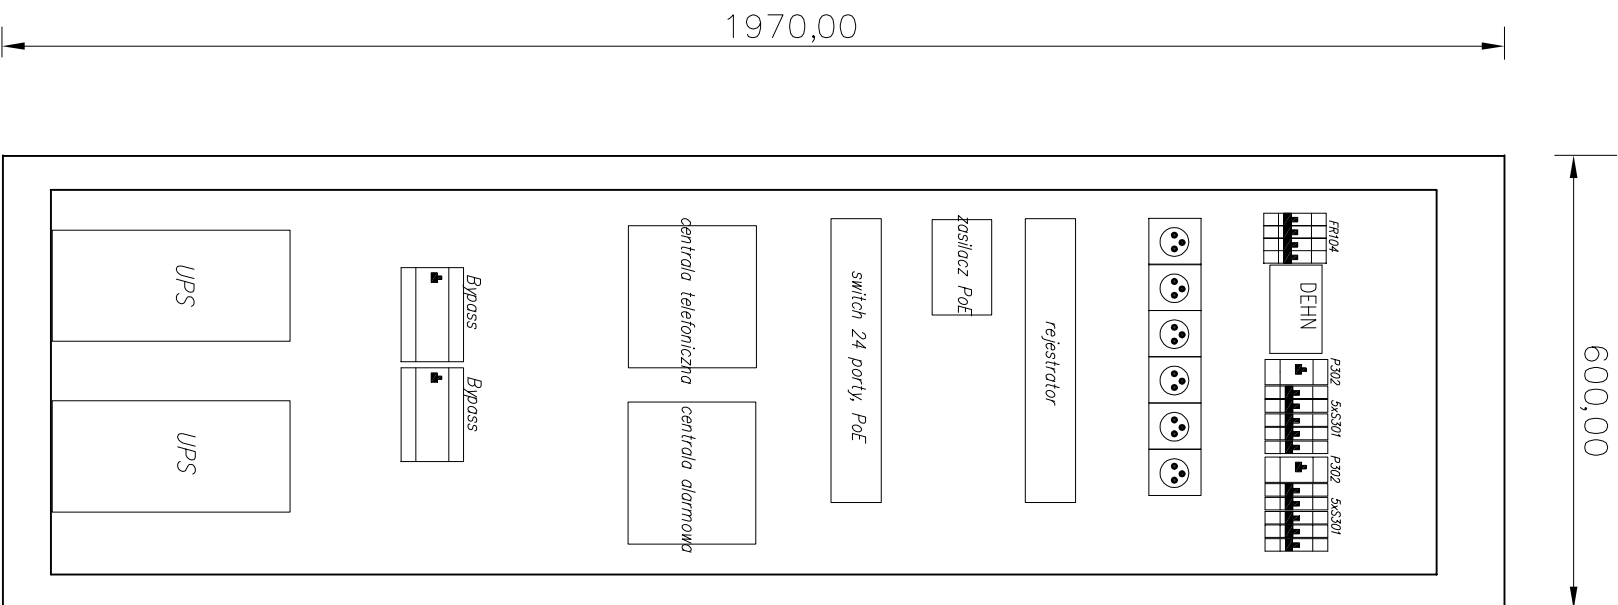 1970,00
600,00
UPS
UPS
Bypass
Bypass
centrala telefoniczna
centrala alarmowa
switch 24 porty, PoE
zasilacz PoE
rejestrator
FR104
DEHN
P302
5xS301
P302
5xS301